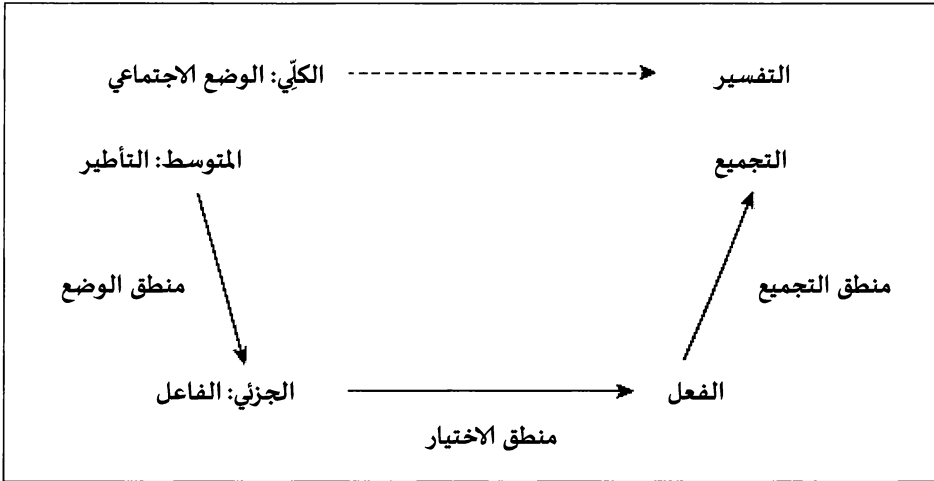 الكلِّي: الوضع الاجتماعي
التفسير
المتوسط: التأطير
التجميع
منطق الوضع
منطق التجميع
الجزئي: الفاعل
الفعل
منطق الاختيار